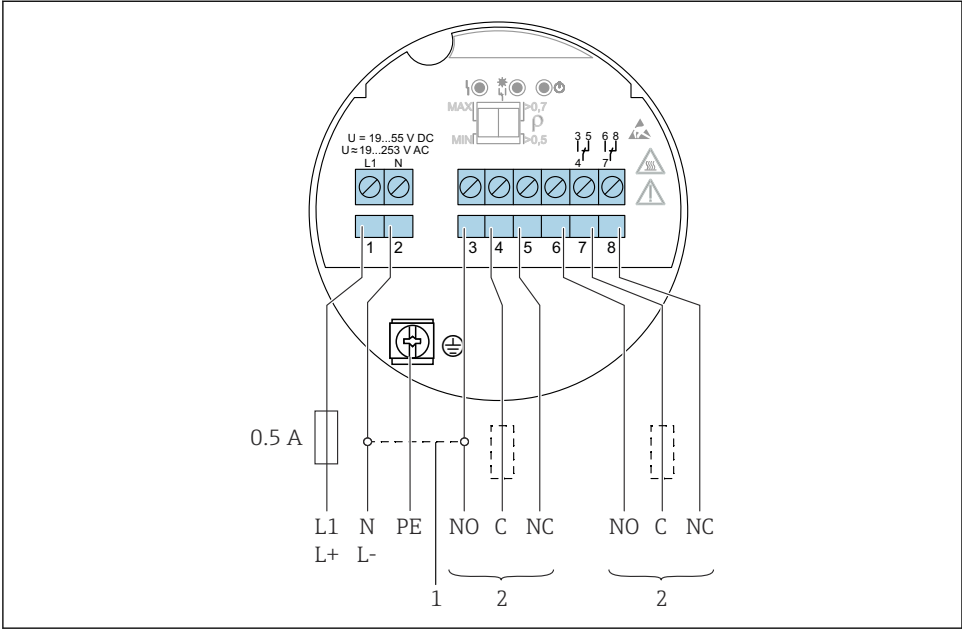 MAX >0,7
ρ
MIN >0,5
U = 19...55 V DC
U≈19...253 V AC
L1 N
3 5
4
6 8
7
1 2 3 4 5 6 7 8
0.5 A
L1 N PE NO C NC NO C NC
L+ L-
1 2 2